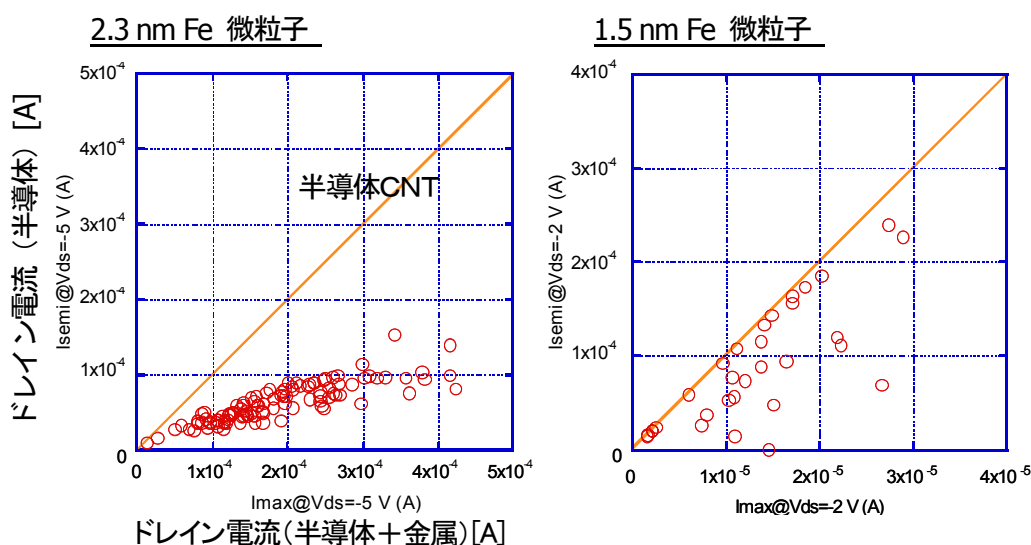 2.3 nm Fe 微粒子
5x10⁻⁴
4x10⁻⁴
3x10⁻⁴
2x10⁻⁴
1x10⁻⁴
0
ドレイン電流（半導体）[A]
Isemi@Vds=-5 V (A)
半導体CNT
0
1x10⁻⁴
2x10⁻⁴
3x10⁻⁴
4x10⁻⁴
5x10⁻⁴
Imax@Vds=-5 V (A)
ドレイン電流(半導体＋金属)[A]
1.5 nm Fe 微粒子
4x10⁻⁴
3x10⁻⁴
2x10⁻⁴
1x10⁻⁴
0
Isemi@Vds=-2 V (A)
0
1x10⁻⁵
2x10⁻⁵
3x10⁻⁵
4x10⁻⁵
Imax@Vds=-2 V (A)